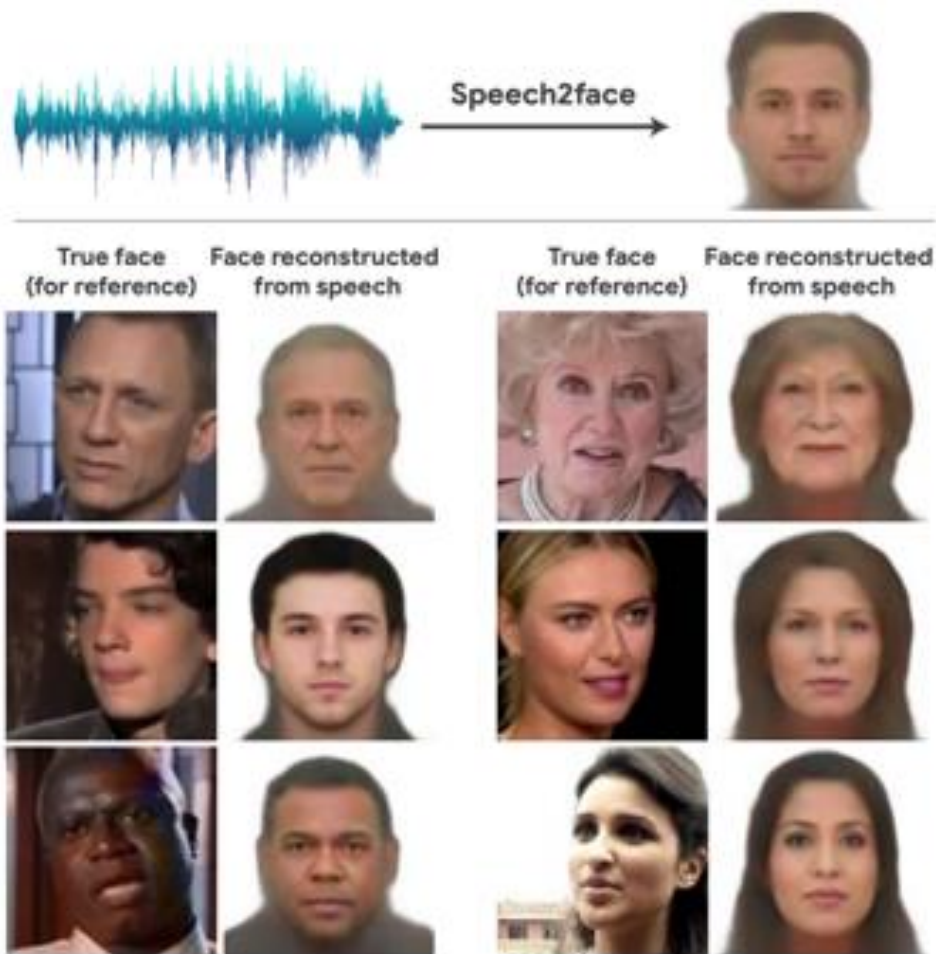 Speech2face
True face
(for reference)
Face reconstructed
from speech
True face
(for reference)
Face reconstructed
from speech